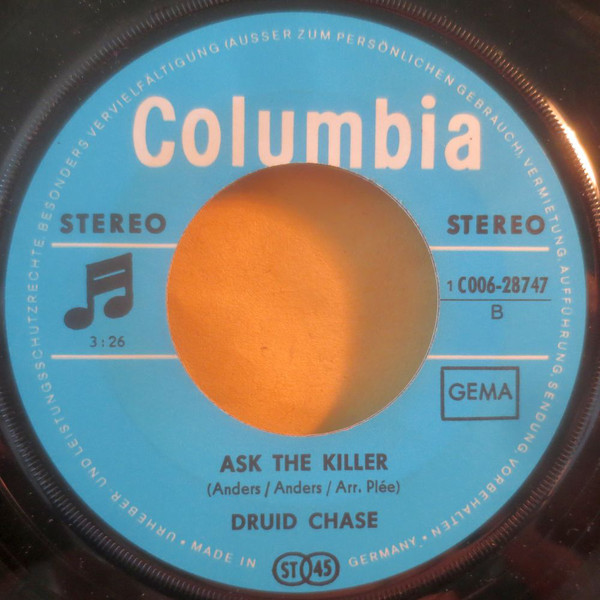 Columbia
STEREO
STEREO
3:26
1 C006-28747
B
GEMA
ASK THE KILLER
(Anders / Anders / Arr. Plée)
DRUID CHASE
URHEBER- UND LEISTUNGSSCHUTZRECHTE BESONDERS VERVIELFÄLTIGUNG (AUSSER ZUM PERSÖNLICHEN GEBRAUCH), VERMIETUNG, AUFFÜHRUNG, SENDUNG VORBEHALTEN • MADE IN GERMANY •
ST 45